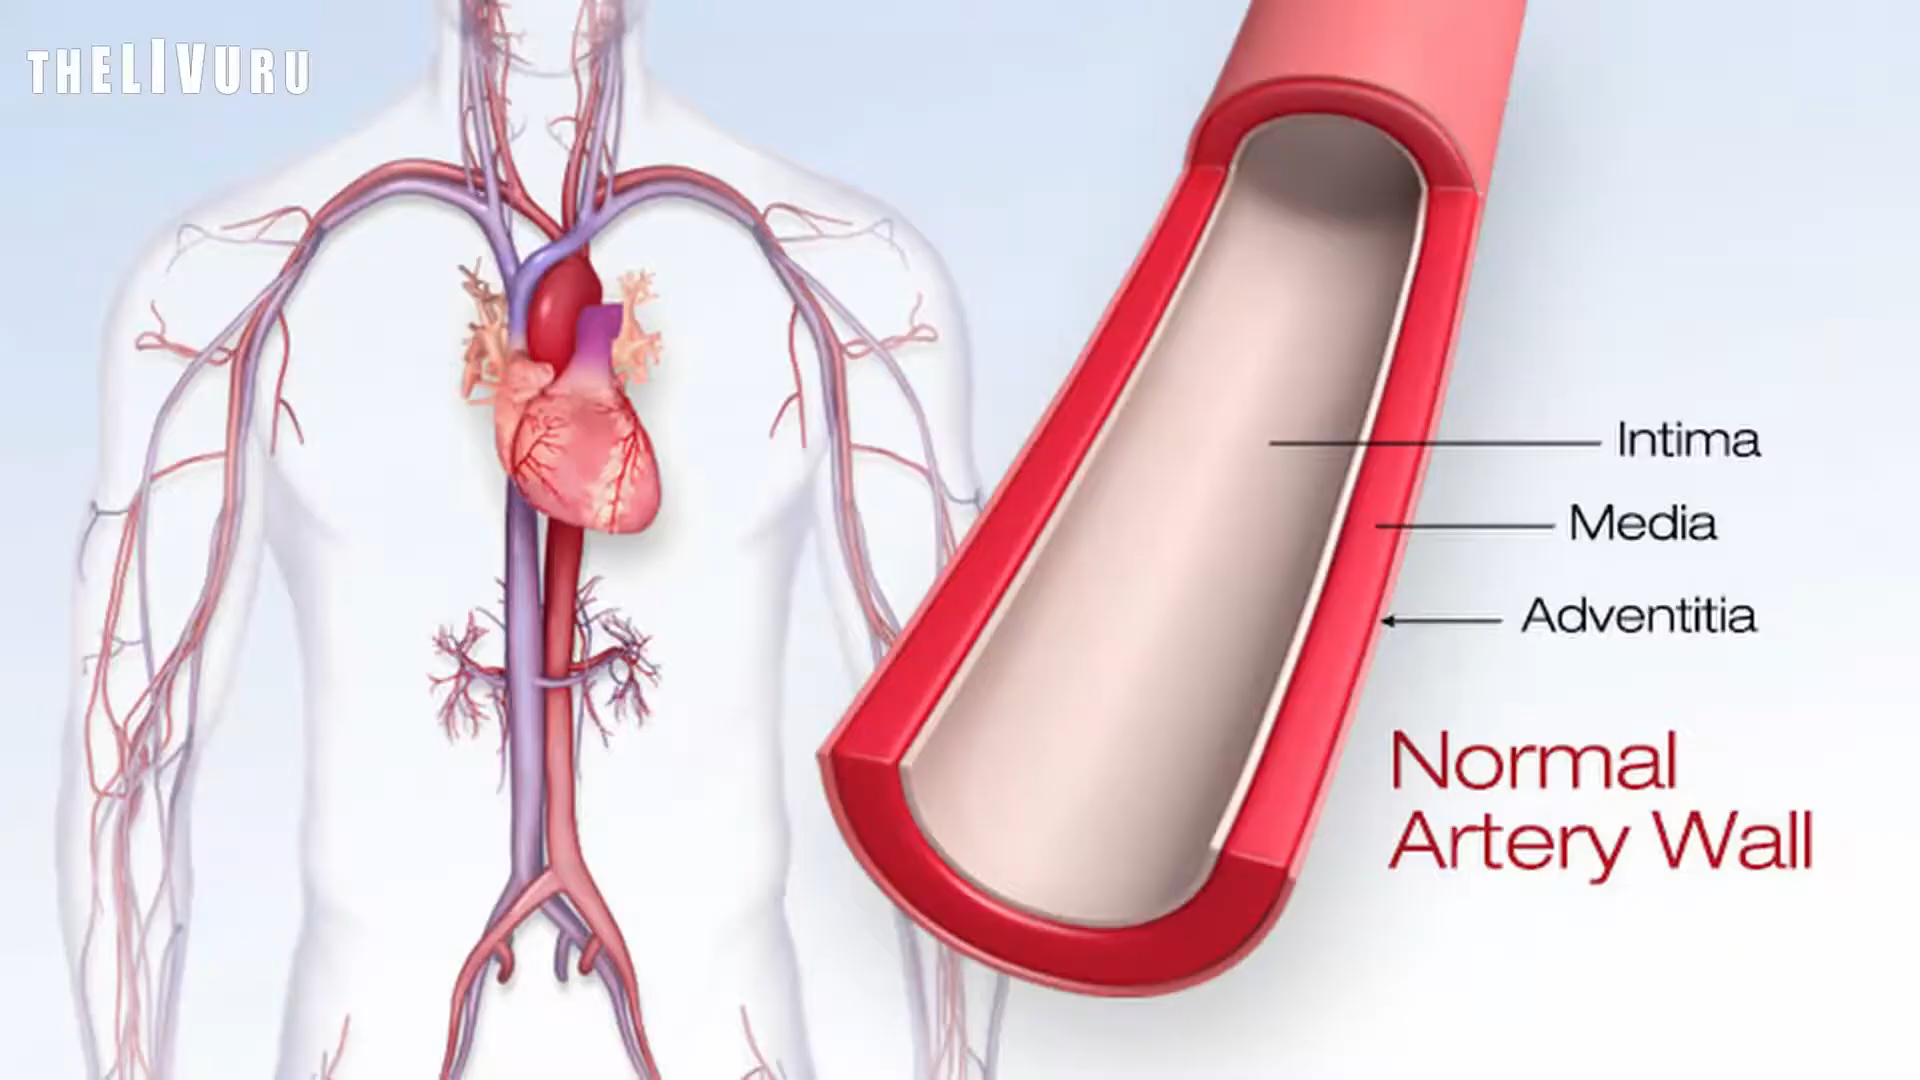 THELIVURU
Intima
Media
Adventitia
Normal
Artery Wall